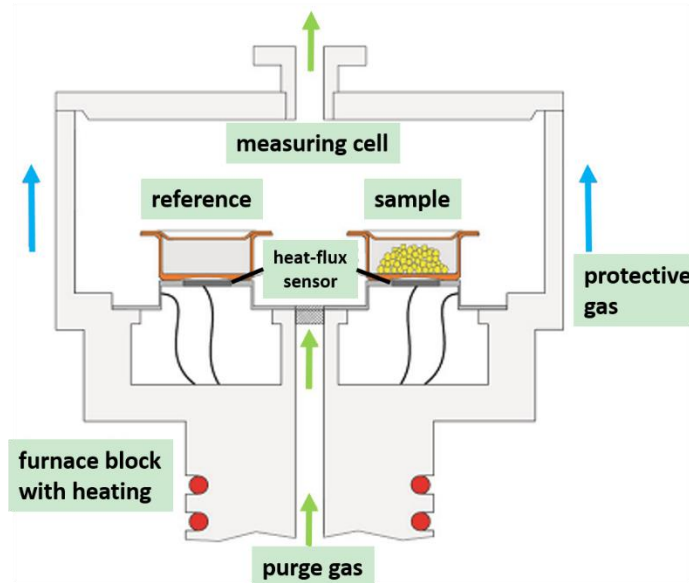 measuring cell
reference
sample
heat-flux
sensor
protective
gas
furnace block
with heating
purge gas